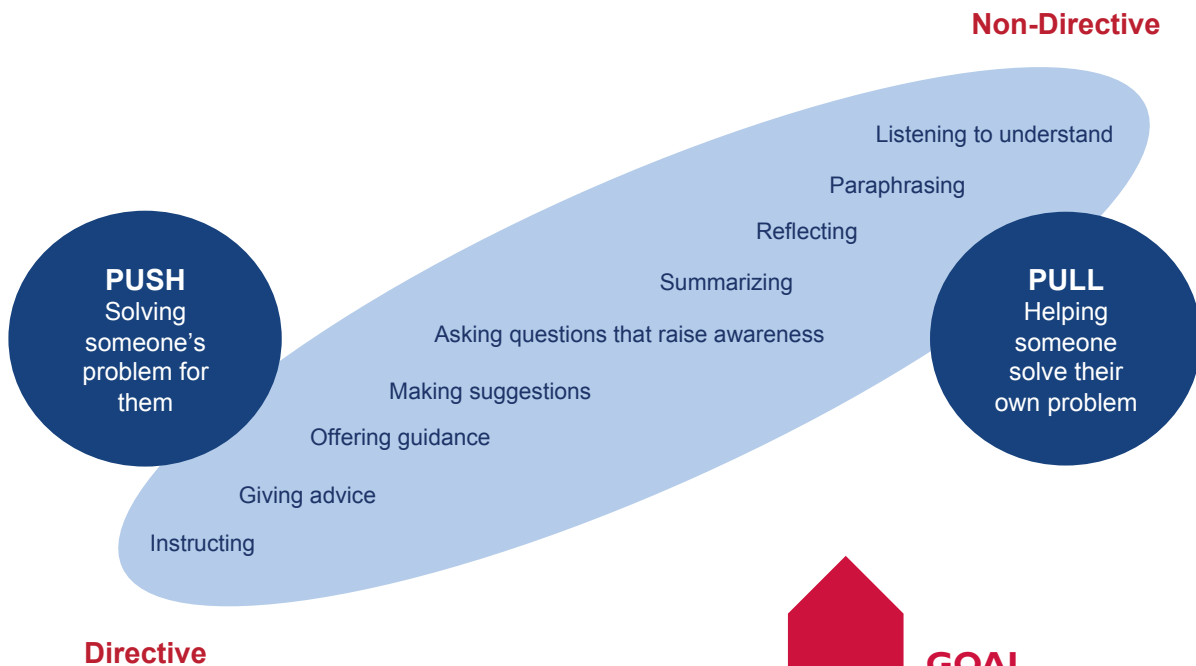 Non-Directive
Listening to understand
Paraphrasing
Reflecting
Summarizing
Asking questions that raise awareness
Making suggestions
Offering guidance
Giving advice
Instructing
PUSH
Solving
someone's
problem for
them
PULL
Helping
someone
solve their
own problem
Directive
GOAL